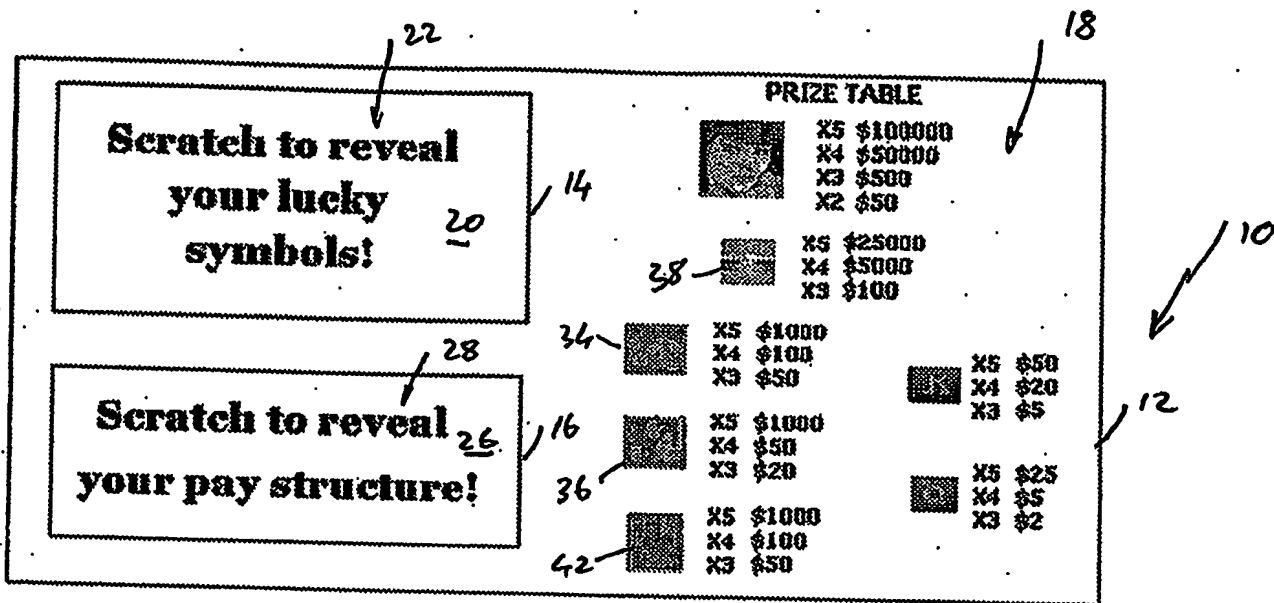 22
18
PRIZE TABLE
Scratch to reveal
your lucky
symbols!
20
14
X5 $100000
X4 $50000
X3 $500
X2 $50
10
38
X5 $25000
X4 $5000
X3 $100
34
X5 $1000
X4 $100
X3 $50
28
Scratch to reveal
26
your pay structure!
16
36
X5 $1000
X4 $50
X3 $20
42
X5 $1000
X4 $100
X3 $50
K
X5 $50
X4 $20
X3 $5
12
X5 $25
X4 $5
X3 $2